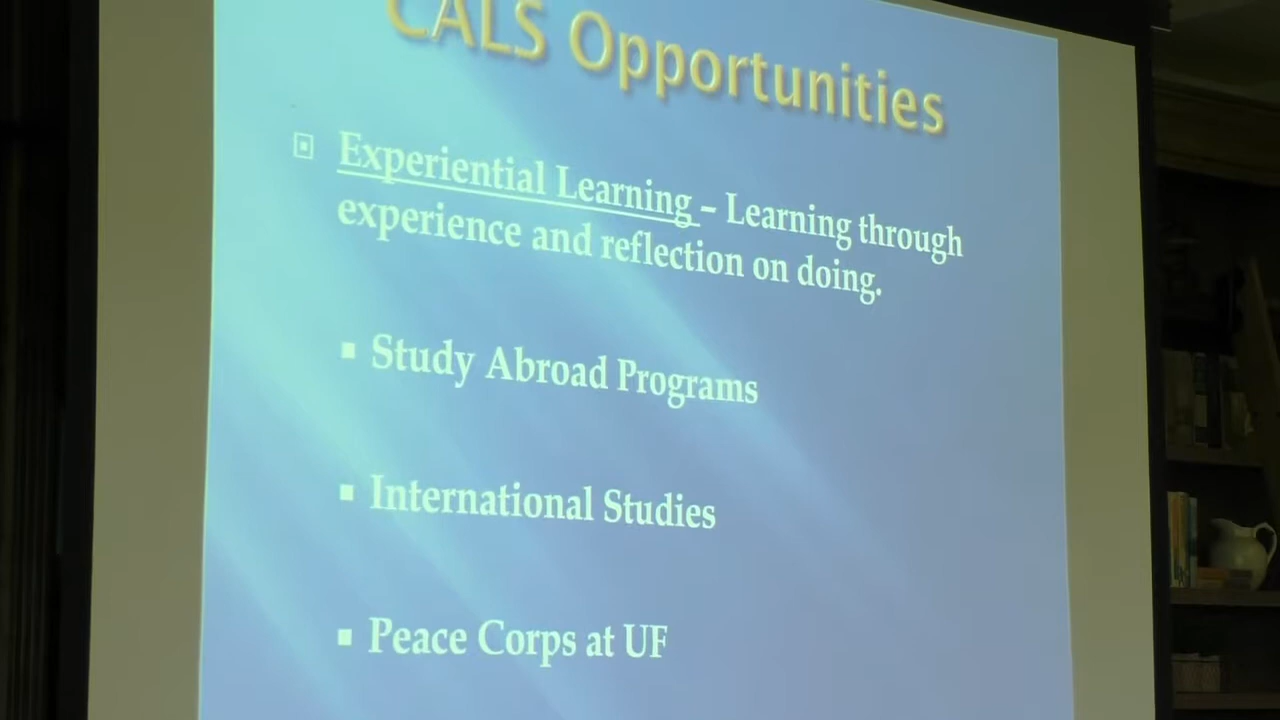 CALS Opportunities
Experiential Learning – Learning through
experience and reflection on doing.
Study Abroad Programs
International Studies
Peace Corps at UF